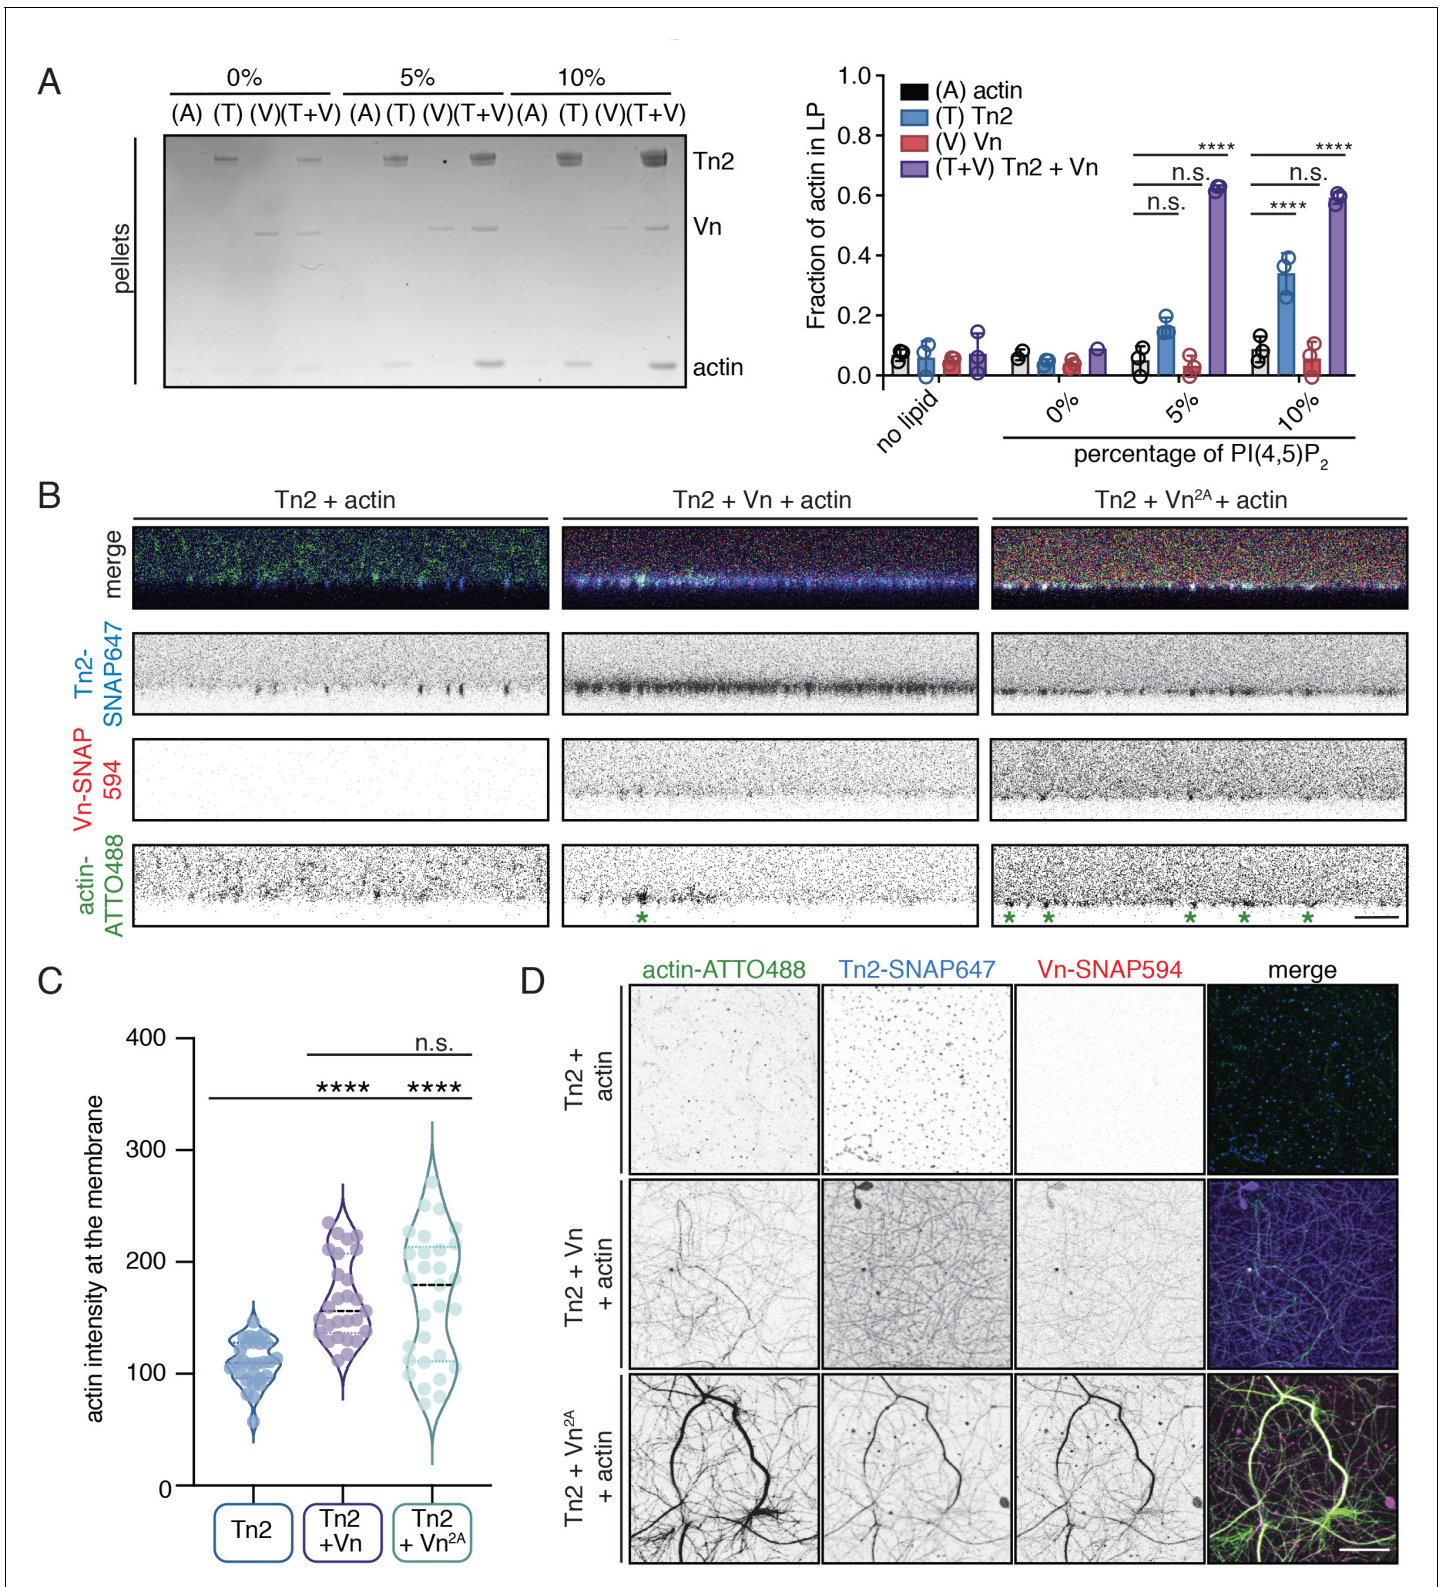 A
0% 5% 10%
(A) (T) (V)(T+V) (A) (T) (V)(T+V) (A) (T) (V)(T+V)
pellets
Tn2
Vn
actin
Fraction of actin in LP
1.0
0.8
0.6
0.4
0.2
0.0
(A) actin
(T) Tn2
(V) Vn
(T+V) Tn2 + Vn
**** ****
n.s. n.s.
n.s. ****
no lipid 0% 5% 10%
percentage of PI(4,5)P2
B
Tn2 + actin Tn2 + Vn + actin Tn2 + Vn2A + actin
merge
Tn2-
SNAP647
Vn-SNAP
594
actin-
ATTO488
* * * * * *
C
actin intensity at the membrane
400
300
200
100
0
n.s.
**** ****
Tn2
Tn2
+Vn
Tn2
+ Vn2A
D
actin-ATTO488 Tn2-SNAP647 Vn-SNAP594 merge
Tn2 +
actin
Tn2 + Vn
+ actin
Tn2 + Vn2A
+ actin